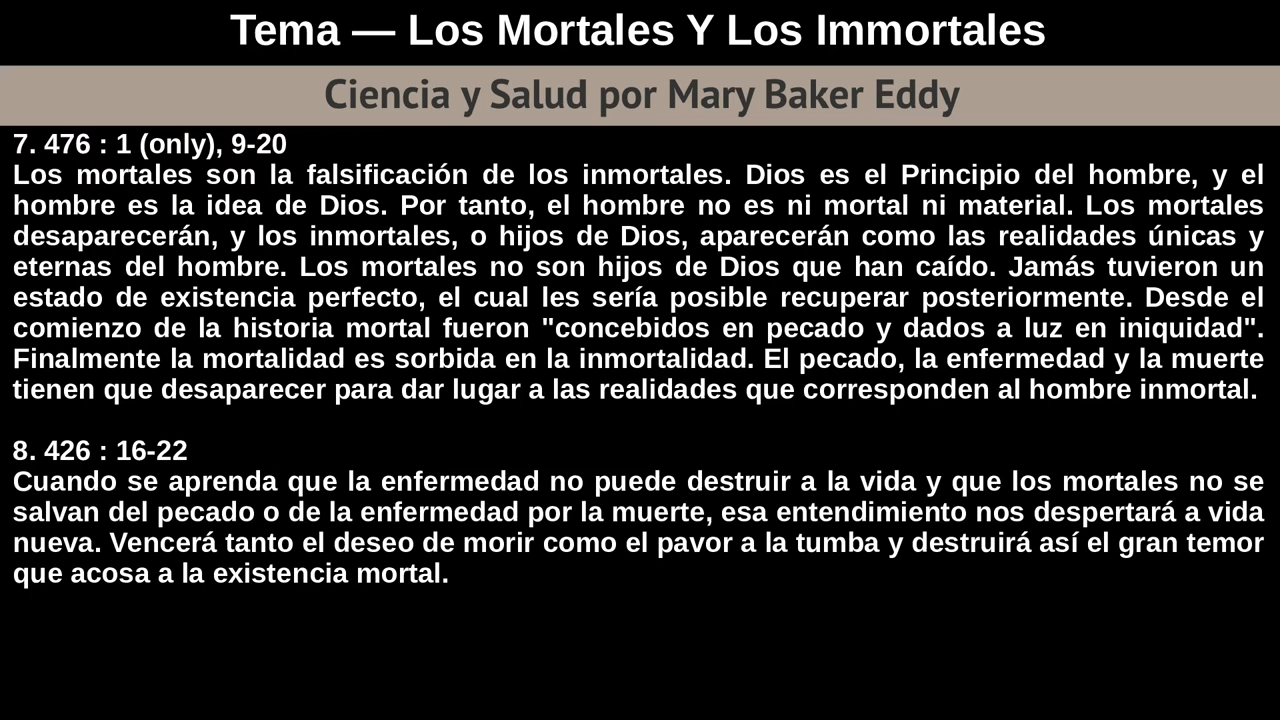 Tema — Los Mortales Y Los Immortales
Ciencia y Salud por Mary Baker Eddy
7. 476 : 1 (only), 9-20
Los mortales son la falsificación de los inmortales. Dios es el Principio del hombre, y el
hombre es la idea de Dios. Por tanto, el hombre no es ni mortal ni material. Los mortales
desaparecerán, y los inmortales, o hijos de Dios, aparecerán como las realidades únicas y
eternas del hombre. Los mortales no son hijos de Dios que han caído. Jamás tuvieron un
estado de existencia perfecto, el cual les sería posible recuperar posteriormente. Desde el
comienzo de la historia mortal fueron "concebidos en pecado y dados a luz en iniquidad".
Finalmente la mortalidad es sorbida en la inmortalidad. El pecado, la enfermedad y la muerte
tienen que desaparecer para dar lugar a las realidades que corresponden al hombre inmortal.
8. 426 : 16-22
Cuando se aprenda que la enfermedad no puede destruir a la vida y que los mortales no se
salvan del pecado o de la enfermedad por la muerte, esa entendimiento nos despertará a vida
nueva. Vencerá tanto el deseo de morir como el pavor a la tumba y destruirá así el gran temor
que acosa a la existencia mortal.